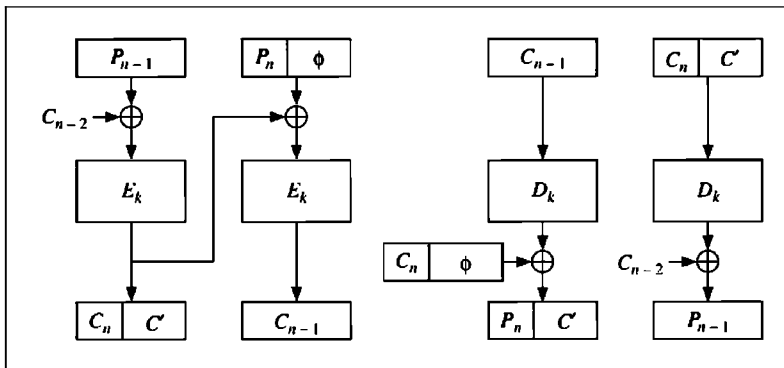 P_{n-1} P_n ϕ C_{n-1} C_n C'
C_{n-2}
E_k E_k D_k D_k
C_n ϕ C_{n-2}
C_n C' C_{n-1} P_n C' P_{n-1}